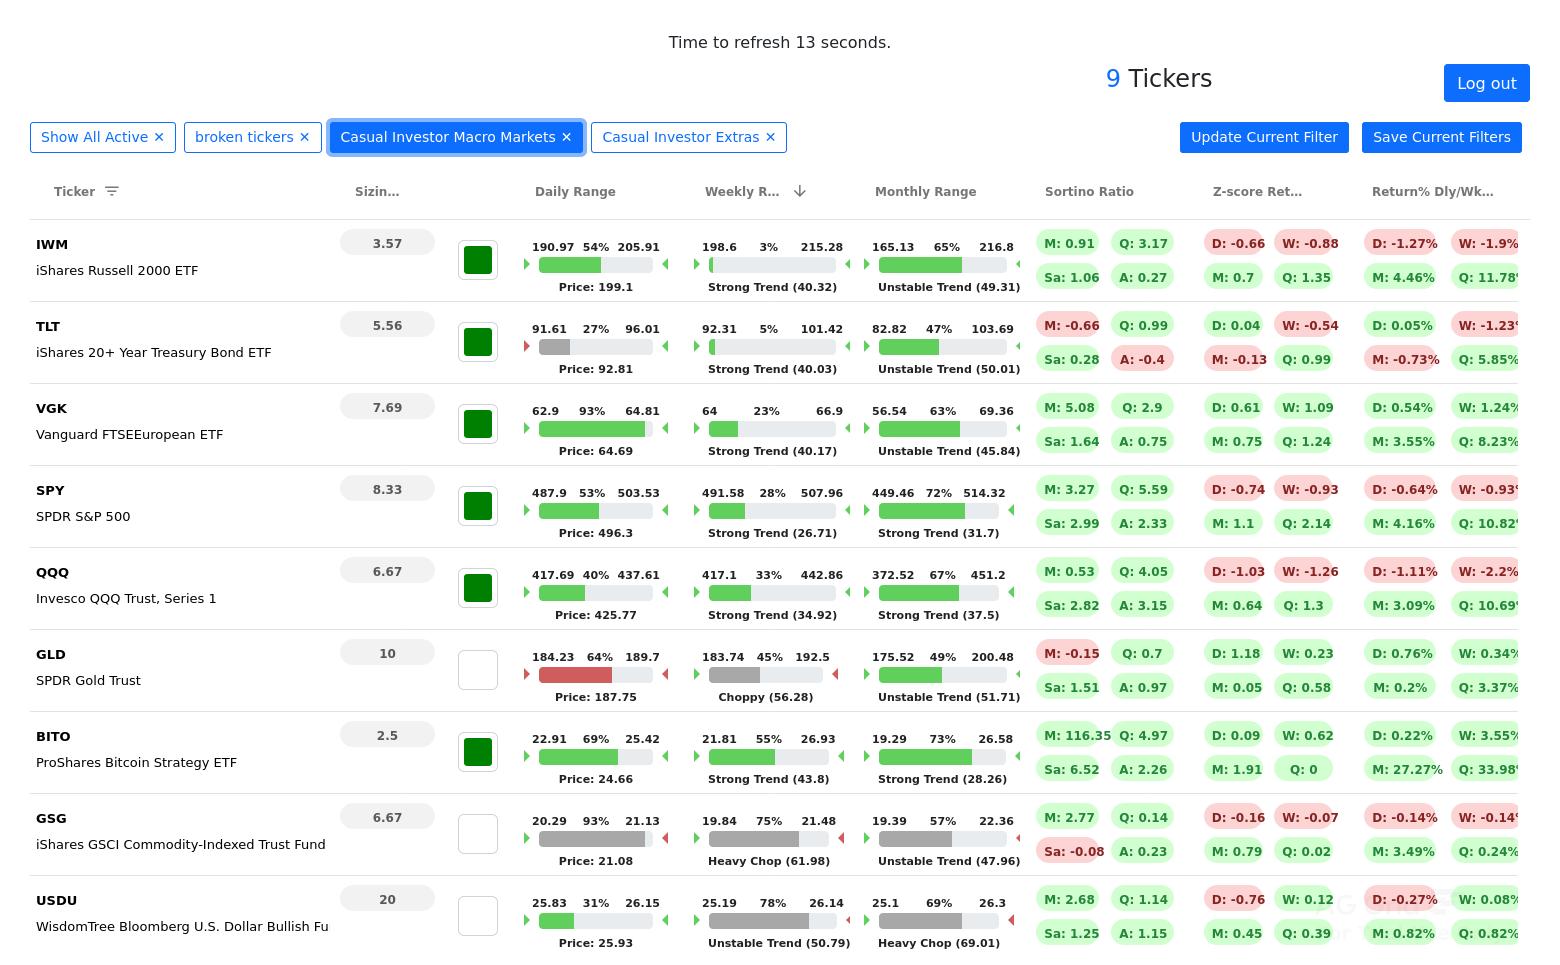 Time to refresh 13 seconds.
9 Tickers
Log out
Show All Active ✕ broken tickers ✕ Casual Investor Macro Markets ✕ Casual Investor Extras ✕ Update Current Filter Save Current Filters
Ticker Sizin… Daily Range Weekly R… Monthly Range Sortino Ratio Z-score Ret… Return% Dly/Wk…
IWM 3.57 190.97 54% 205.91 198.6 3% 215.28 165.13 65% 216.8 M: 0.91 Q: 3.17 D: -0.66 W: -0.88 D: -1.27% W: -1.9%
iShares Russell 2000 ETF Sa: 1.06 A: 0.27 M: 0.7 Q: 1.35 M: 4.46% Q: 11.78%
Price: 199.1 Strong Trend (40.32) Unstable Trend (49.31)
TLT 5.56 91.61 27% 96.01 92.31 5% 101.42 82.82 47% 103.69 M: -0.66 Q: 0.99 D: 0.04 W: -0.54 D: 0.05% W: -1.23%
iShares 20+ Year Treasury Bond ETF Sa: 0.28 A: -0.4 M: -0.13 Q: 0.99 M: -0.73% Q: 5.85%
Price: 92.81 Strong Trend (40.03) Unstable Trend (50.01)
VGK 7.69 62.9 93% 64.81 64 23% 66.9 56.54 63% 69.36 M: 5.08 Q: 2.9 D: 0.61 W: 1.09 D: 0.54% W: 1.24%
Vanguard FTSEEuropean ETF Sa: 1.64 A: 0.75 M: 0.75 Q: 1.24 M: 3.55% Q: 8.23%
Price: 64.69 Strong Trend (40.17) Unstable Trend (45.84)
SPY 8.33 487.9 53% 503.53 491.58 28% 507.96 449.46 72% 514.32 M: 3.27 Q: 5.59 D: -0.74 W: -0.93 D: -0.64% W: -0.93%
SPDR S&P 500 Sa: 2.99 A: 2.33 M: 1.1 Q: 2.14 M: 4.16% Q: 10.82%
Price: 496.3 Strong Trend (26.71) Strong Trend (31.7)
QQQ 6.67 417.69 40% 437.61 417.1 33% 442.86 372.52 67% 451.2 M: 0.53 Q: 4.05 D: -1.03 W: -1.26 D: -1.11% W: -2.2%
Invesco QQQ Trust, Series 1 Sa: 2.82 A: 3.15 M: 0.64 Q: 1.3 M: 3.09% Q: 10.69%
Price: 425.77 Strong Trend (34.92) Strong Trend (37.5)
GLD 10 184.23 64% 189.7 183.74 45% 192.5 175.52 49% 200.48 M: -0.15 Q: 0.7 D: 1.18 W: 0.23 D: 0.76% W: 0.34%
SPDR Gold Trust Sa: 1.51 A: 0.97 M: 0.05 Q: 0.58 M: 0.2% Q: 3.37%
Price: 187.75 Choppy (56.28) Unstable Trend (51.71)
BITO 2.5 22.91 69% 25.42 21.81 55% 26.93 19.29 73% 26.58 M: 116.35 Q: 4.97 D: 0.09 W: 0.62 D: 0.22% W: 3.55%
ProShares Bitcoin Strategy ETF Sa: 6.52 A: 2.26 M: 1.91 Q: 0 M: 27.27% Q: 33.98%
Price: 24.66 Strong Trend (43.8) Strong Trend (28.26)
GSG 6.67 20.29 93% 21.13 19.84 75% 21.48 19.39 57% 22.36 M: 2.77 Q: 0.14 D: -0.16 W: -0.07 D: -0.14% W: -0.14%
iShares GSCI Commodity-Indexed Trust Fund Sa: -0.08 A: 0.23 M: 0.79 Q: 0.02 M: 3.49% Q: 0.24%
Price: 21.08 Heavy Chop (61.98) Unstable Trend (47.96)
USDU 20 25.83 31% 26.15 25.19 78% 26.14 25.1 69% 26.3 M: 2.68 Q: 1.14 D: -0.76 W: 0.12 D: -0.27% W: 0.08%
WisdomTree Bloomberg U.S. Dollar Bullish Fu Sa: 1.25 A: 1.15 M: 0.45 Q: 0.39 M: 0.82% Q: 0.82%
Price: 25.93 Unstable Trend (50.79) Heavy Chop (69.01)